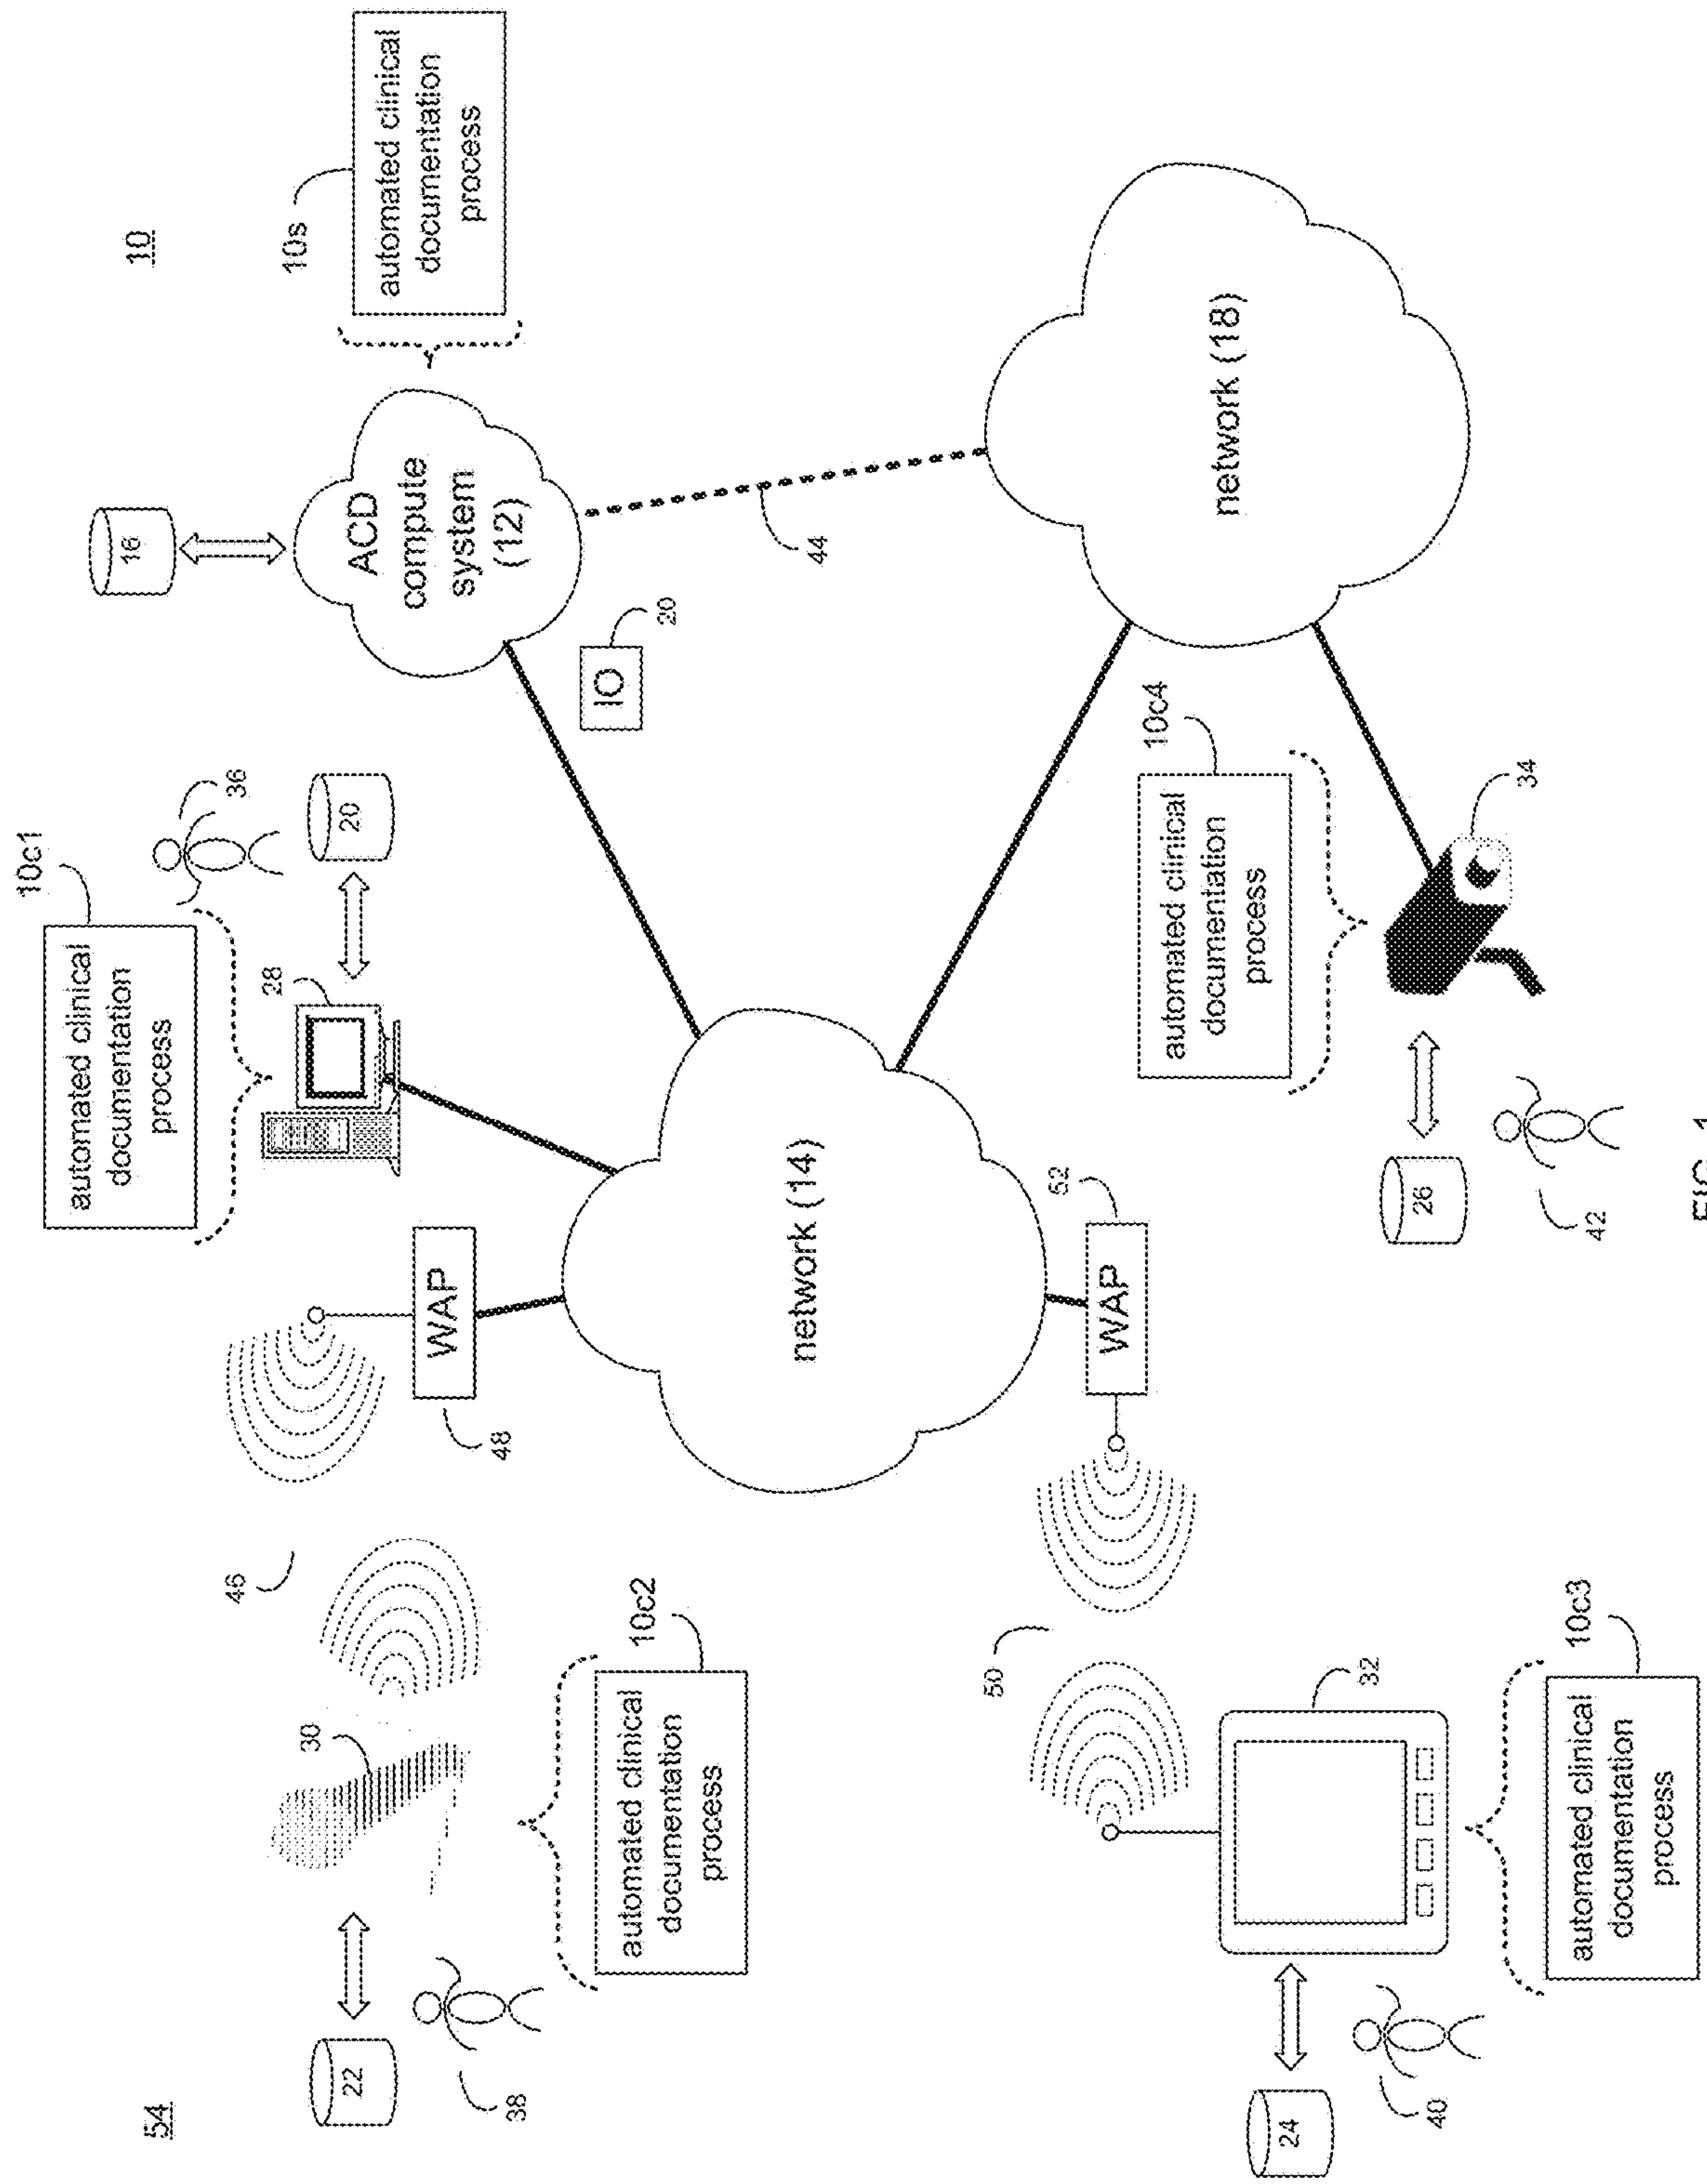 54
10
10c1
automated clinical
documentation
process
28
36
20
16
10s
automated clinical
documentation
process
ACD
compute
system
(12)
IO
20
22
38
30
46
WAP
48
automated clinical
documentation
process
10c2
network (14)
44
network (18)
50
WAP
52
24
40
32
automated clinical
documentation
process
10c3
automated clinical
documentation
process
10c4
34
26
42
FIG. 1